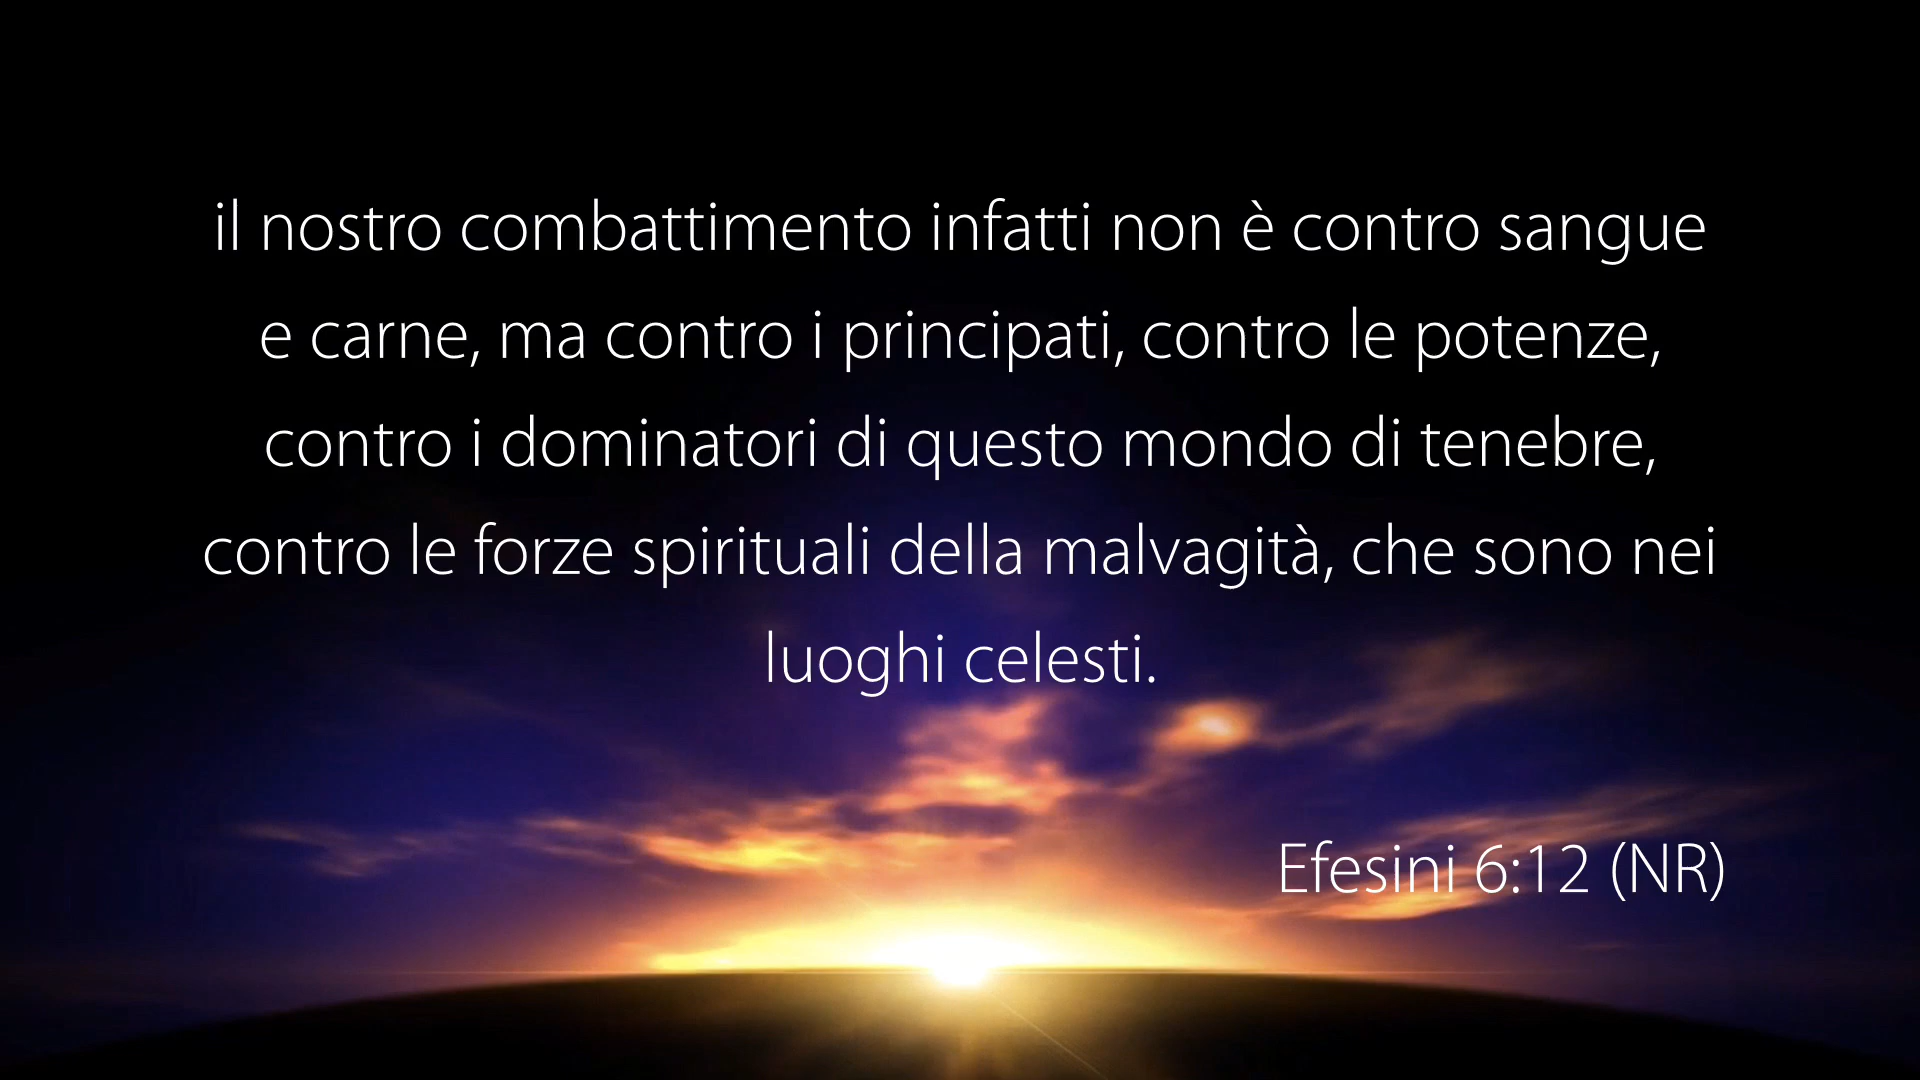 il nostro combattimento infatti non è contro sangue
e carne, ma contro i principati, contro le potenze,
contro i dominatori di questo mondo di tenebre,
contro le forze spirituali della malvagità, che sono nei
luoghi celesti.
Efesini 6:12 (NR)